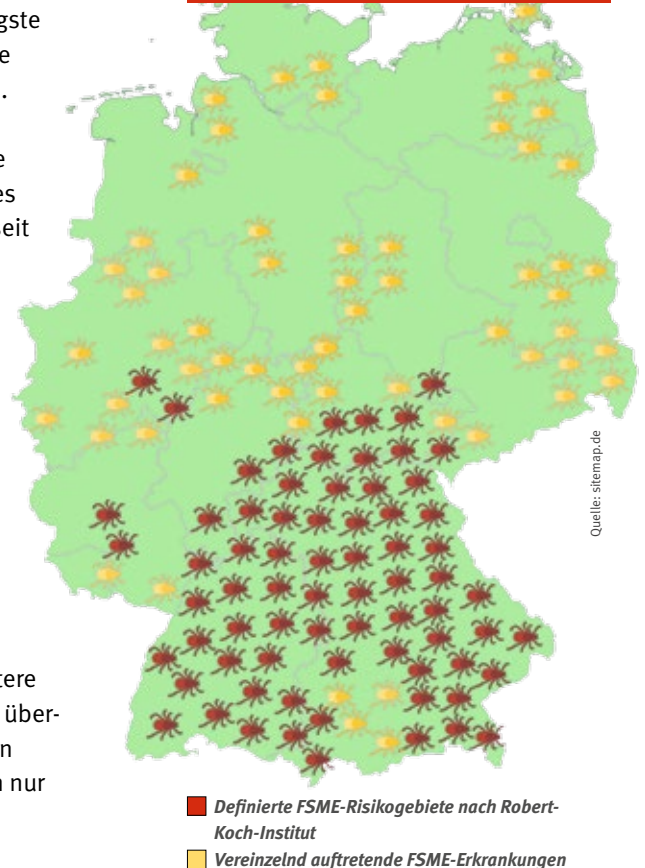 gste
e
.
e
es
seit
tere
über-
n
n nur
Quelle: sitemap.de
Definierte FSME-Risikogebiete nach Robert-
Koch-Institut
Vereinzelnd auftretende FSME-Erkrankungen